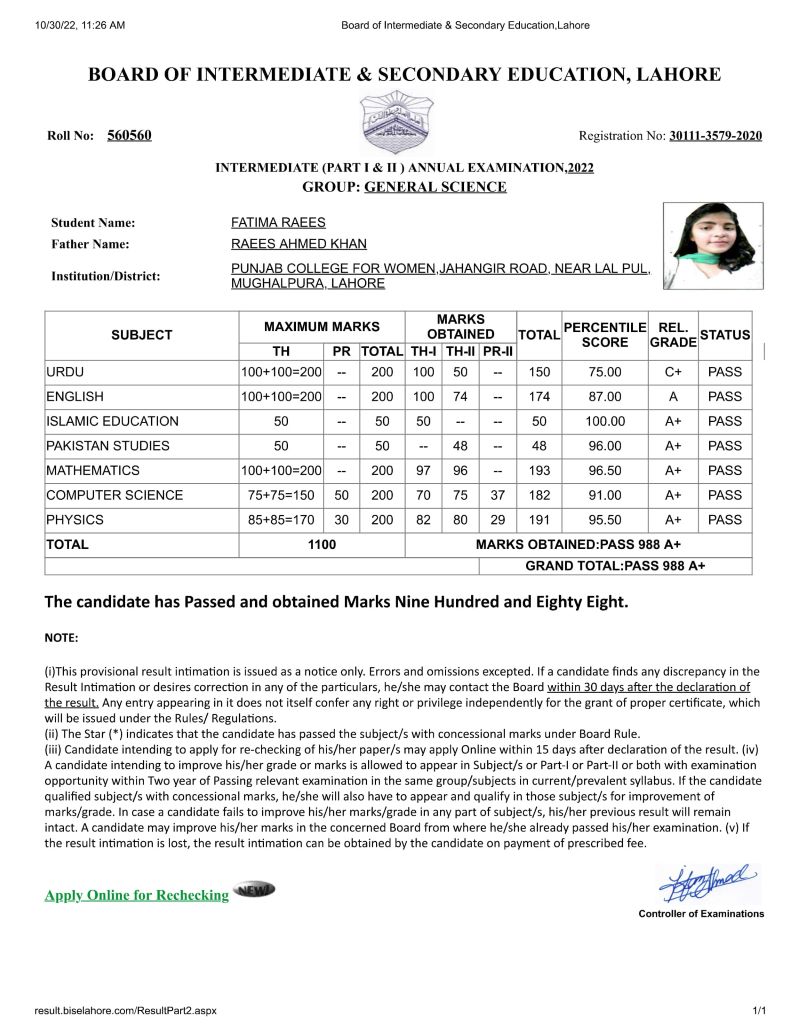 10/30/22, 11:26 AM Board of Intermediate & Secondary Education,Lahore
BOARD OF INTERMEDIATE & SECONDARY EDUCATION, LAHORE
Roll No: 560560 Registration No: 30111-3579-2020
INTERMEDIATE (PART I & II ) ANNUAL EXAMINATION,2022
GROUP: GENERAL SCIENCE
Student Name: FATIMA RAEES
Father Name: RAEES AHMED KHAN
Institution/District: PUNJAB COLLEGE FOR WOMEN,JAHANGIR ROAD, NEAR LAL PUL,
MUGHALPURA, LAHORE
SUBJECT MAXIMUM MARKS MARKS OBTAINED TOTAL PERCENTILE SCORE REL. GRADE STATUS
TH PR TOTAL TH-I TH-II PR-II
URDU 100+100=200 -- 200 100 50 -- 150 75.00 C+ PASS
ENGLISH 100+100=200 -- 200 100 74 -- 174 87.00 A PASS
ISLAMIC EDUCATION 50 -- 50 50 -- -- 50 100.00 A+ PASS
PAKISTAN STUDIES 50 -- 50 -- 48 -- 48 96.00 A+ PASS
MATHEMATICS 100+100=200 -- 200 97 96 -- 193 96.50 A+ PASS
COMPUTER SCIENCE 75+75=150 50 200 70 75 37 182 91.00 A+ PASS
PHYSICS 85+85=170 30 200 82 80 29 191 95.50 A+ PASS
TOTAL 1100 MARKS OBTAINED:PASS 988 A+
GRAND TOTAL:PASS 988 A+
The candidate has Passed and obtained Marks Nine Hundred and Eighty Eight.
NOTE:
(i)This provisional result intimation is issued as a notice only. Errors and omissions excepted. If a candidate finds any discrepancy in the
Result Intimation or desires correction in any of the particulars, he/she may contact the Board within 30 days after the declaration of
the result. Any entry appearing in it does not itself confer any right or privilege independently for the grant of proper certificate, which
will be issued under the Rules/ Regulations.
(ii) The Star (*) indicates that the candidate has passed the subject/s with concessional marks under Board Rule.
(iii) Candidate intending to apply for re-checking of his/her paper/s may apply Online within 15 days after declaration of the result. (iv)
A candidate intending to improve his/her grade or marks is allowed to appear in Subject/s or Part-I or Part-II or both with examination
opportunity within Two year of Passing relevant examination in the same group/subjects in current/prevalent syllabus. If the candidate
qualified subject/s with concessional marks, he/she will also have to appear and qualify in those subject/s for improvement of
marks/grade. In case a candidate fails to improve his/her marks/grade in any part of subject/s, his/her previous result will remain
intact. A candidate may improve his/her marks in the concerned Board from where he/she already passed his/her examination. (v) If
the result intimation is lost, the result intimation can be obtained by the candidate on payment of prescribed fee.
Apply Online for Rechecking NEW!
Controller of Examinations
result.biselahore.com/ResultPart2.aspx 1/1